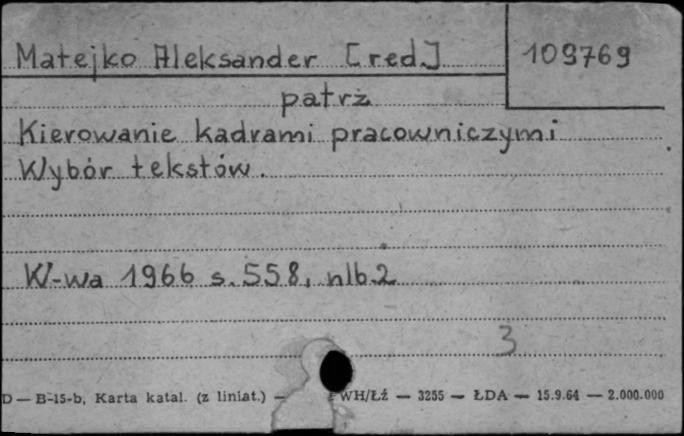 Matejko Aleksander [red.]
109769
patrz
Kierowanie kadrami pracowniczymi
Wybór tekstów.
W-wa 1966 s. 558, nlb. 2
3
D — B-15-b, Karta katal. (z liniat.) — WH/Łź — 3255 — ŁDA — 15.9.64 — 2.000.000